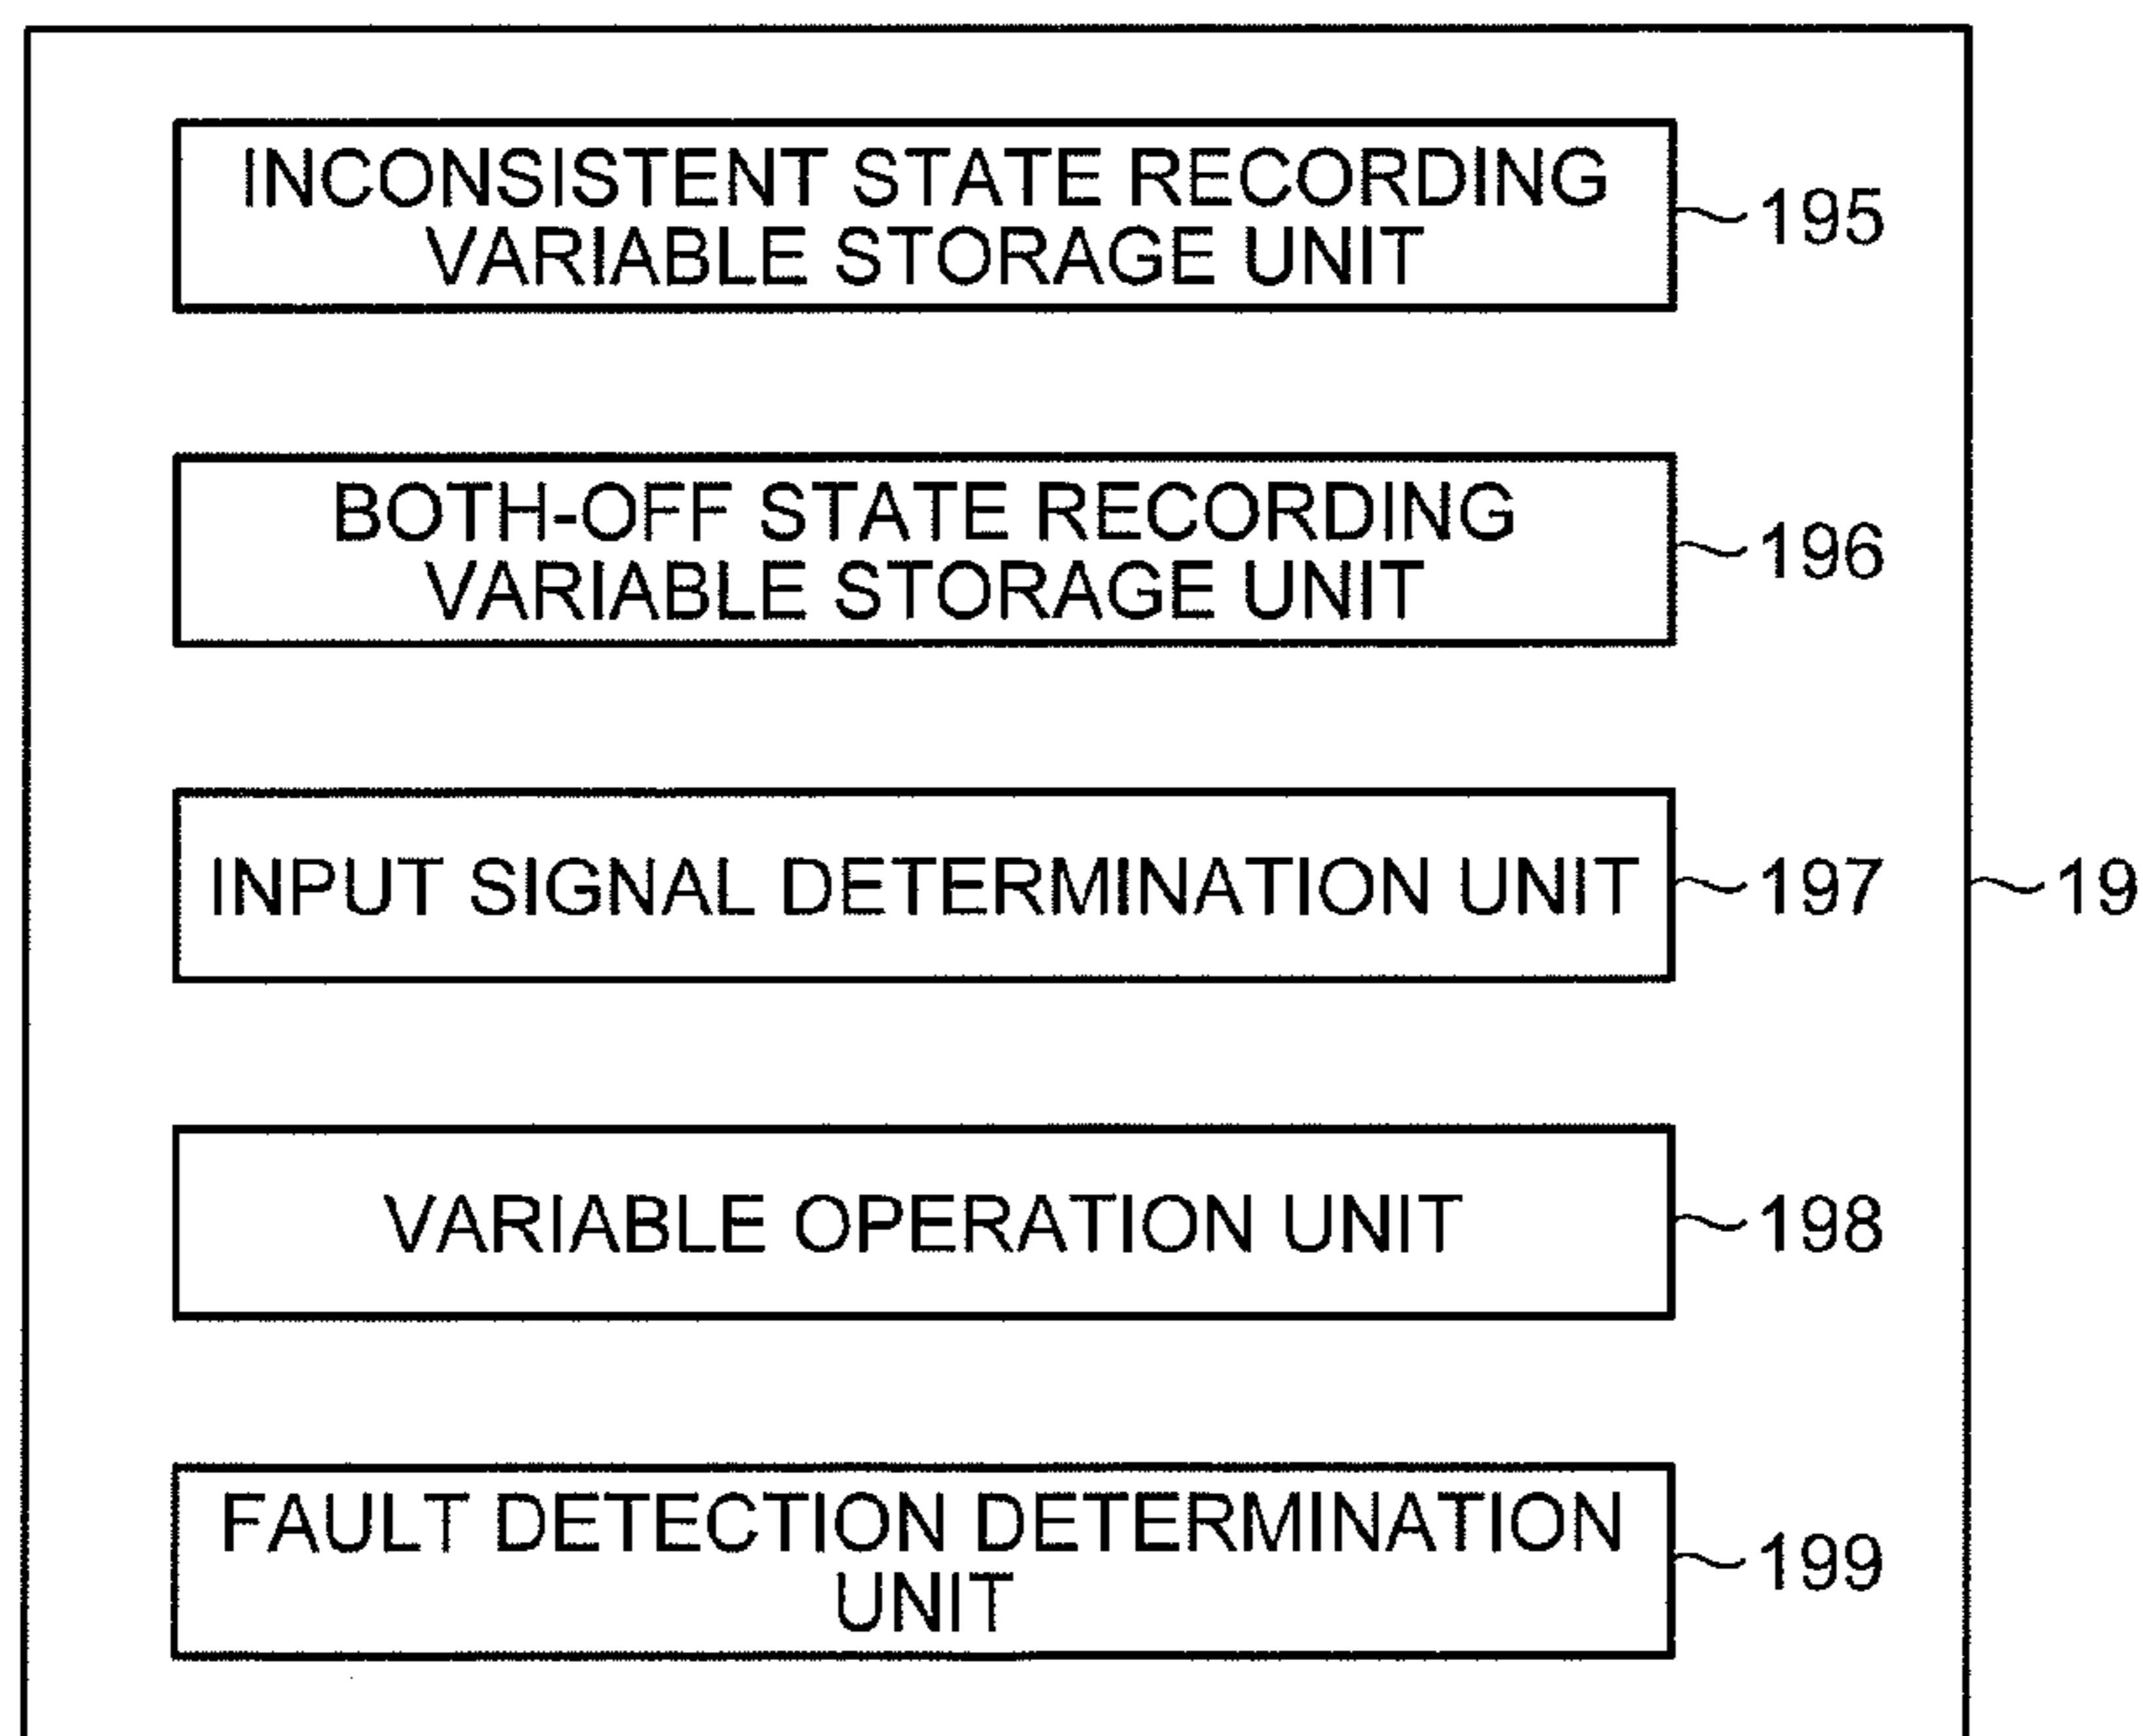 INCONSISTENT STATE RECORDING
VARIABLE STORAGE UNIT
195
BOTH-OFF STATE RECORDING
VARIABLE STORAGE UNIT
196
INPUT SIGNAL DETERMINATION UNIT
197
19
VARIABLE OPERATION UNIT
198
FAULT DETECTION DETERMINATION
UNIT
199